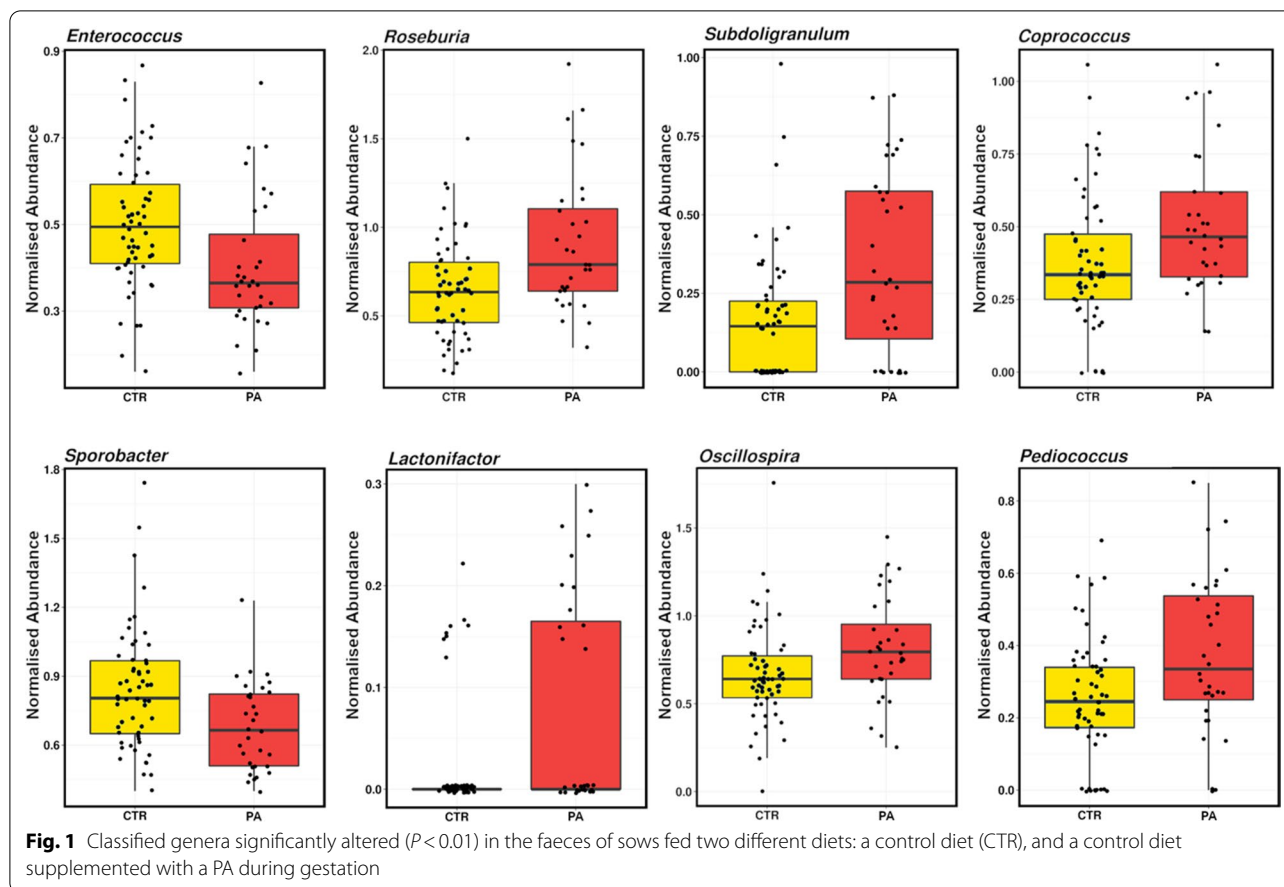 Enterococcus
Normalised Abundance
0.9
0.7
0.5
0.3
CTR
PA
Roseburia
Normalised Abundance
2.0
1.5
1.0
0.5
CTR
PA
Subdoligranulum
Normalised Abundance
1.00
0.75
0.50
0.25
0.00
CTR
PA
Coprococcus
Normalised Abundance
1.00
0.75
0.50
0.25
0.00
CTR
PA
Sporobacter
Normalised Abundance
1.8
1.5
1.2
0.9
0.6
CTR
PA
Lactonifactor
Normalised Abundance
0.3
0.2
0.1
0.0
CTR
PA
Oscillospira
Normalised Abundance
1.5
1.0
0.5
0.0
CTR
PA
Pediococcus
Normalised Abundance
0.8
0.6
0.4
0.2
0.0
CTR
PA
Fig. 1 Classified genera significantly altered (P < 0.01) in the faeces of sows fed two different diets: a control diet (CTR), and a control diet
supplemented with a PA during gestation